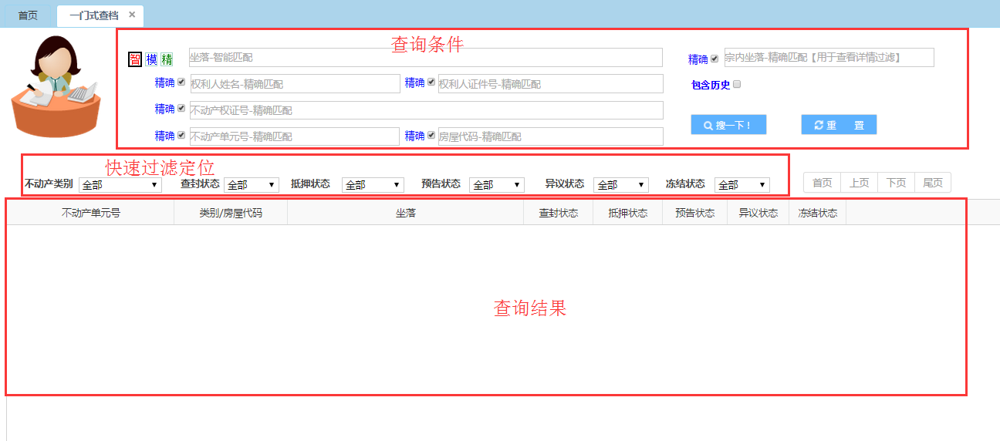 首页 一门式查档 ×
查询条件
智 模 精 坐落-智能匹配 精确 宗内坐落-精确匹配【用于查看详情过滤】
精确 权利人姓名-精确匹配 精确 权利人证件号-精确匹配 包含历史
精确 不动产权证号-精确匹配
搜一下! 重 置
精确 不动产单元号-精确匹配 精确 房屋代码-精确匹配
快速过滤定位
不动产类别 全部 查封状态 全部 抵押状态 全部 预告状态 全部 异议状态 全部 冻结状态 全部 首页 上页 下页 尾页
不动产单元号 类别/房屋代码 坐落 查封状态 抵押状态 预告状态 异议状态 冻结状态
查询结果